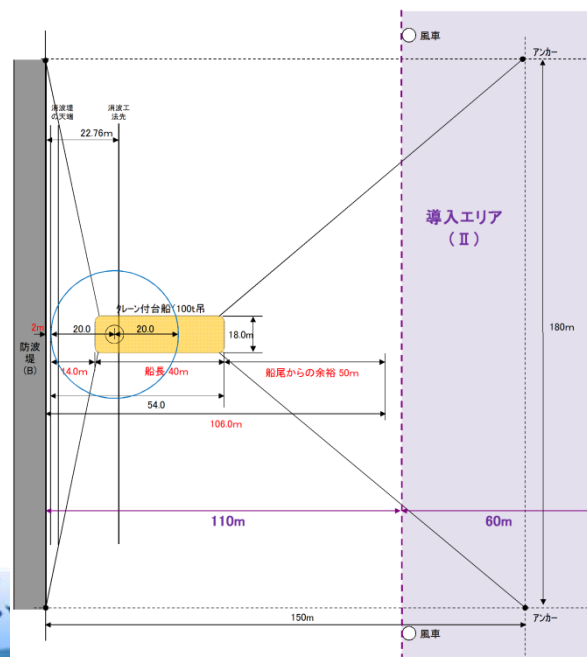 風車
アンカー
消波堤
の天端
消波工
法先
22.76m
導入エリア
(Ⅱ)
クレーン付台船/100t吊
2m
20.0
20.0
18.0m
180m
防波
堤
(B)
14.0m
船長 40m
船尾からの余裕 50m
54.0
106.0m
110m
60m
アンカー
150m
風車